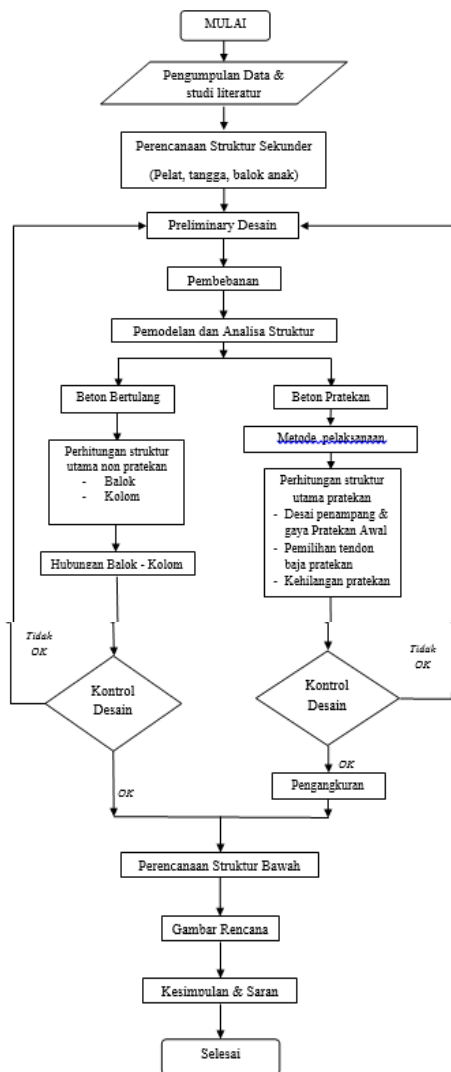 MULAI
Pengumpulan Data &
studi literatur
Perencanaan Struktur Sekunder
(Pelat, tangga, balok anak)
Preliminary Desain
Pembebanan
Pemodelan dan Analisa Struktur
Beton Bertulang
Perhitungan struktur
utama non pratekan
- Balok
- Kolom
Hubungan Balok - Kolom
Tidak
OK
Kontrol
Desain
OK
Beton Pratekan
Metode pelaksanaan
Perhitungan struktur
utama pratekan
- Desai penampang &
gaya Pratekan Awal
- Pemilihan tendon
baja pratekan
- Kehilangan pratekan
Tidak
OK
Kontrol
Desain
OK
Pengangkuran
Perencanaan Struktur Bawah
Gambar Rencana
Kesimpulan & Saran
Selesai